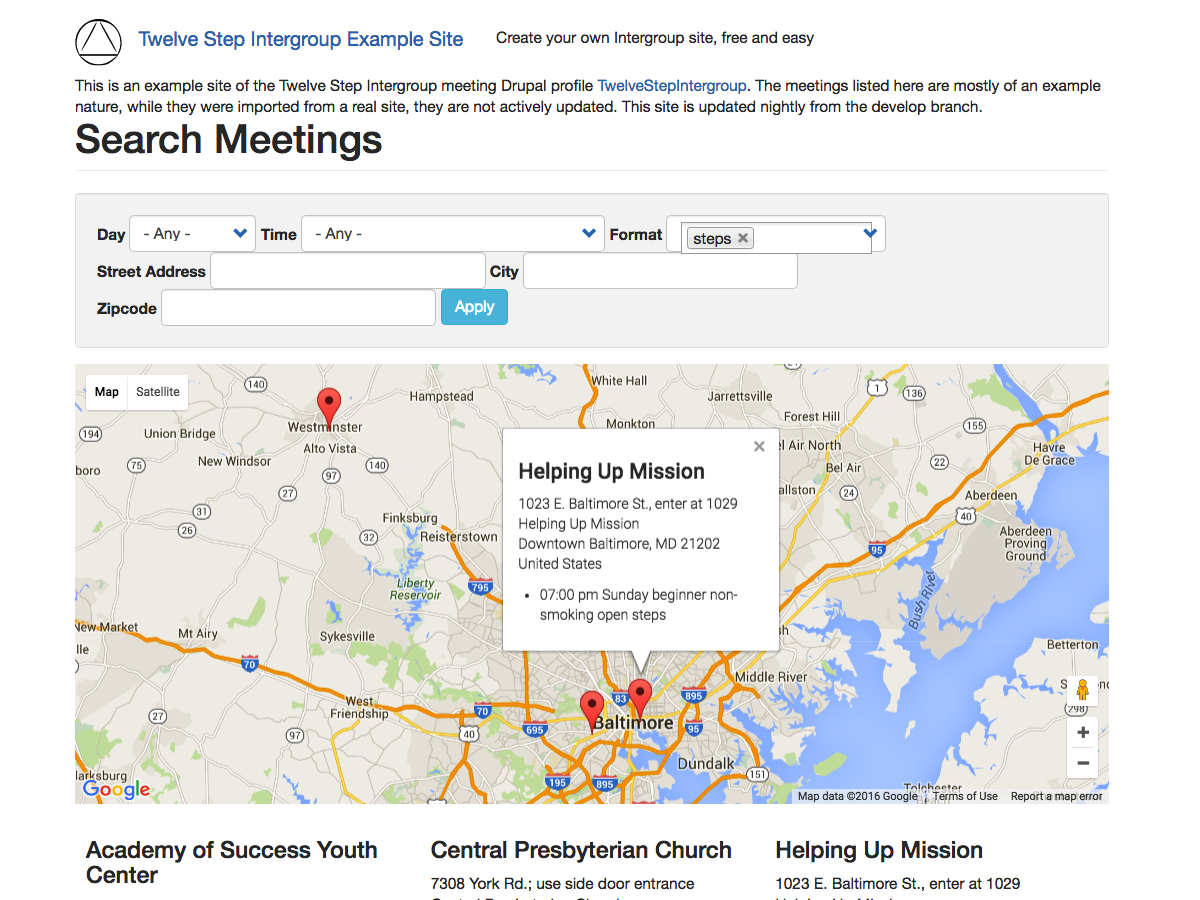 Twelve Step Intergroup Example Site
Create your own Intergroup site, free and easy
This is an example site of the Twelve Step Intergroup meeting Drupal profile TwelveStepIntergroup. The meetings listed here are mostly of an example
nature, while they were imported from a real site, they are not actively updated. This site is updated nightly from the develop branch.
Search Meetings
Day - Any - Time - Any - Format steps ×
Street Address City
Zipcode Apply
Map Satellite
140
White Hall
Hampstead
Jarrettsville
1
136
Forest Hill
Westminster
Monkton
155
194
Union Bridge
Alto Vista
el Air North
Havre
De Grace
boro
75
New Windsor
140
97
Bel Air
22
27
allston
24
Aberdeen
31
26
Finksburg
40
32
Reisterstown
Aberdeen
Proving
Ground
95
Liberty
Reservoir
795
Bush River
×
Helping Up Mission
1023 E. Baltimore St., enter at 1029
Helping Up Mission
Downtown Baltimore, MD 21202
United States
• 07:00 pm Sunday beginner non-
smoking open steps
New Market
lle
Mt Airy
Sykesville
Betterton
70
Middle River
West
Friendship
70
83
895
(298)
27
97
40
695
Baltimore
95
Dundalk
151
+
−
larksburg
195
895
Google
Map data ©2016 Google
Terms of Use
Report a map error
Academy of Success Youth
Center
Central Presbyterian Church
7308 York Rd.; use side door entrance
Helping Up Mission
1023 E. Baltimore St., enter at 1029